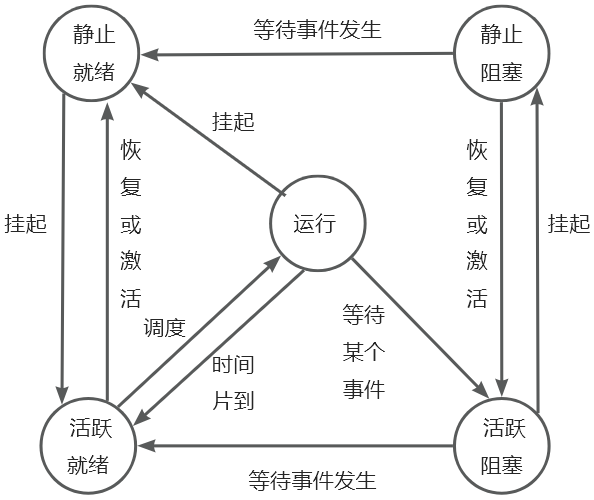 等待事件发生
静止
就绪
静止
阻塞
挂起
恢
复
或
激
活
恢
复
或
激
活
挂起
运行
挂起
调度
等待
某个
事件
时间
片到
活跃
就绪
活跃
阻塞
等待事件发生